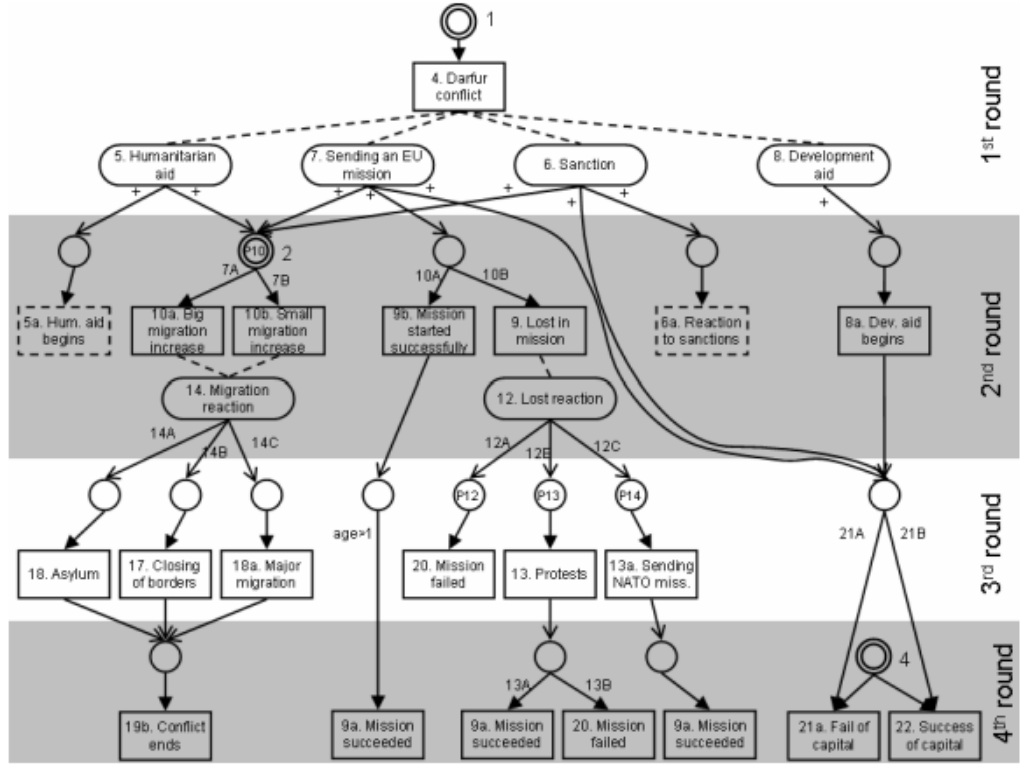 1
4. Darfur
conflict
1st round
5. Humanitarian
aid
7. Sending an EU
mission
6. Sanction
8. Development
aid
+ + + + + + + + +
P10
2
7A
7B
10A
10B
5a. Hum. aid
begins
10a. Big
migration
increase
10b. Small
migration
increase
9b. Mission
started
successfully
9. Lost in
mission
6a. Reaction
to sanctions
8a. Dev. aid
begins
2nd round
14. Migration
reaction
12. Lost reaction
14A
14B
14C
12A
12B
12C
P12
P13
P14
age>1
21A
21B
18. Asylum
17. Closing
of borders
18a. Major
migration
20. Mission
failed
13. Protests
13a. Sending
NATO miss.
3rd round
4
13A
13B
19b. Conflict
ends
9a. Mission
succeeded
9a. Mission
succeeded
20. Mission
failed
9a. Mission
succeeded
21a. Fail of
capital
22. Success
of capital
4th round